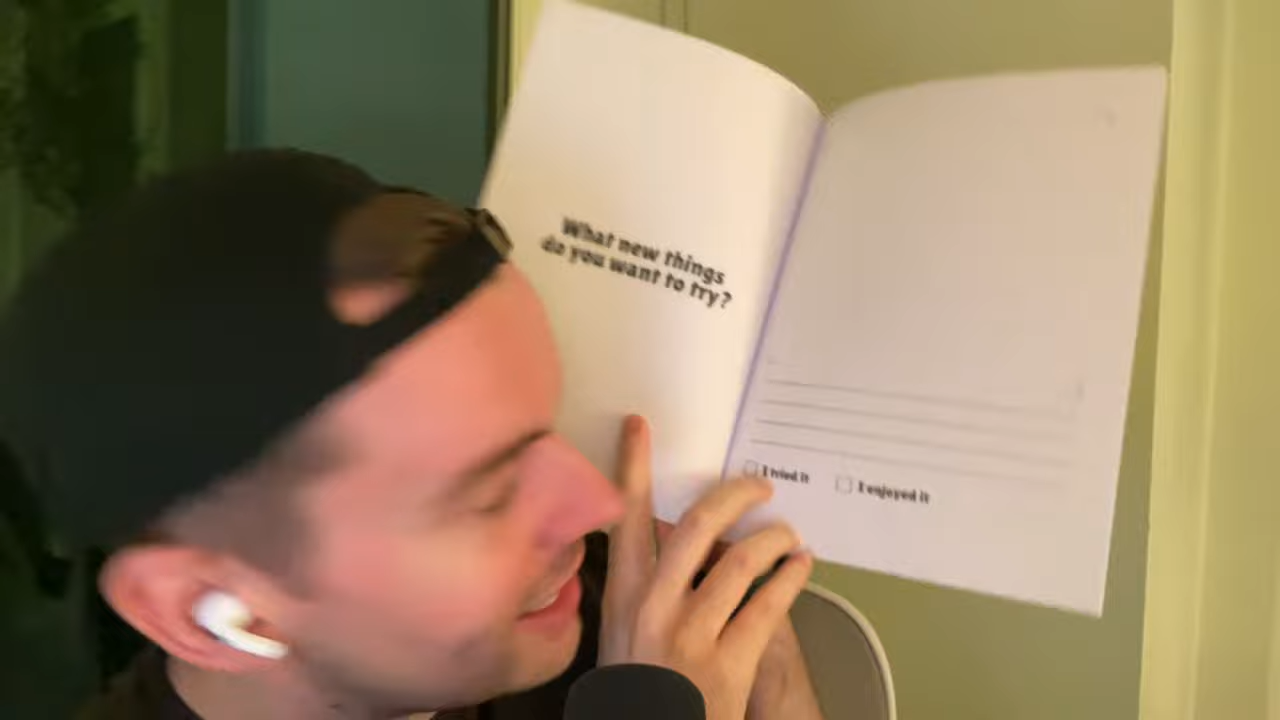 What new things
do you want to try?
I tried it
I enjoyed it